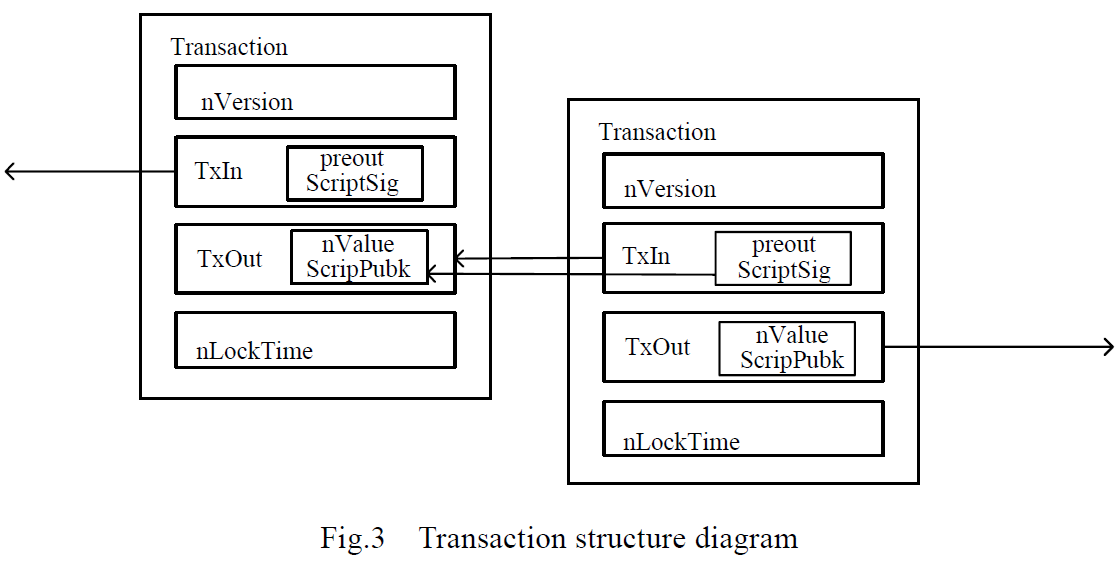 Transaction
nVersion
TxIn
preout
ScriptSig
TxOut
nValue
ScripPubk
nLockTime
Transaction
nVersion
TxIn
preout
ScriptSig
TxOut
nValue
ScripPubk
nLockTime
Fig.3 Transaction structure diagram